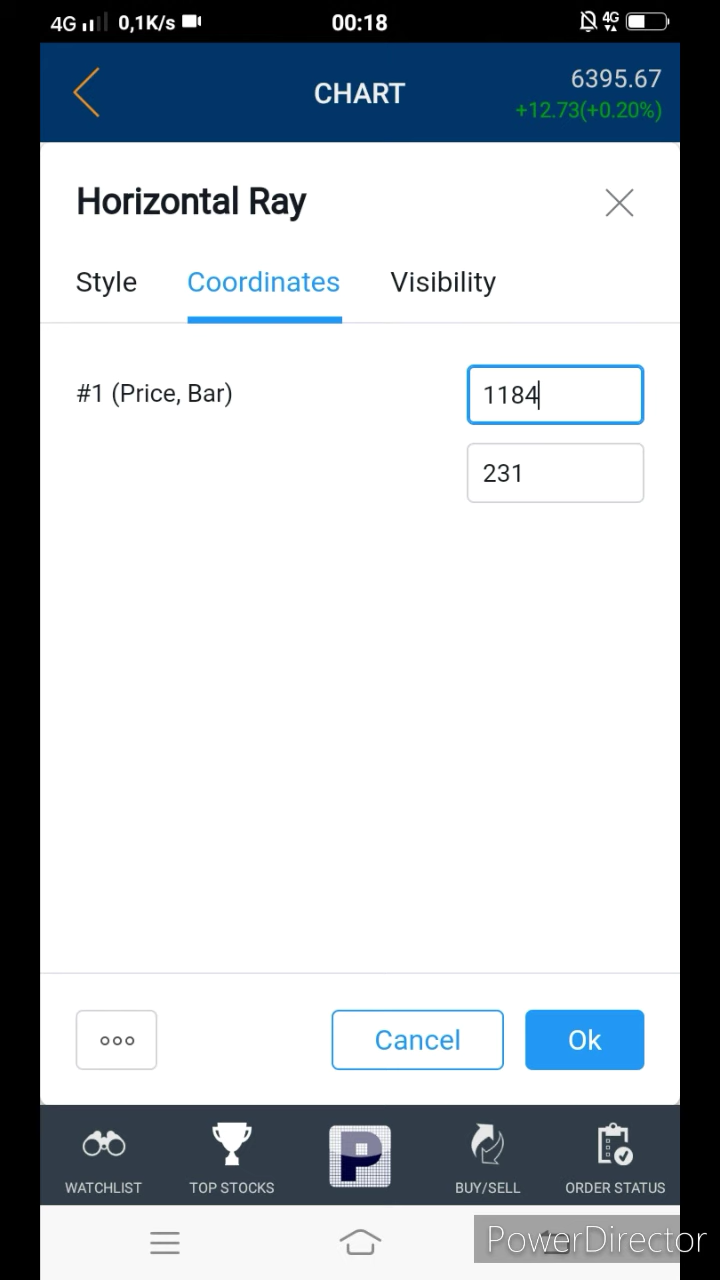 4G 0,1K/s 00:18 4G
CHART
6395.67
+12.73(+0.20%)
Horizontal Ray
Style Coordinates Visibility
#1 (Price, Bar) 1184
231
ooo Cancel Ok
P
WATCHLIST TOP STOCKS BUY/SELL ORDER STATUS
PowerDirector